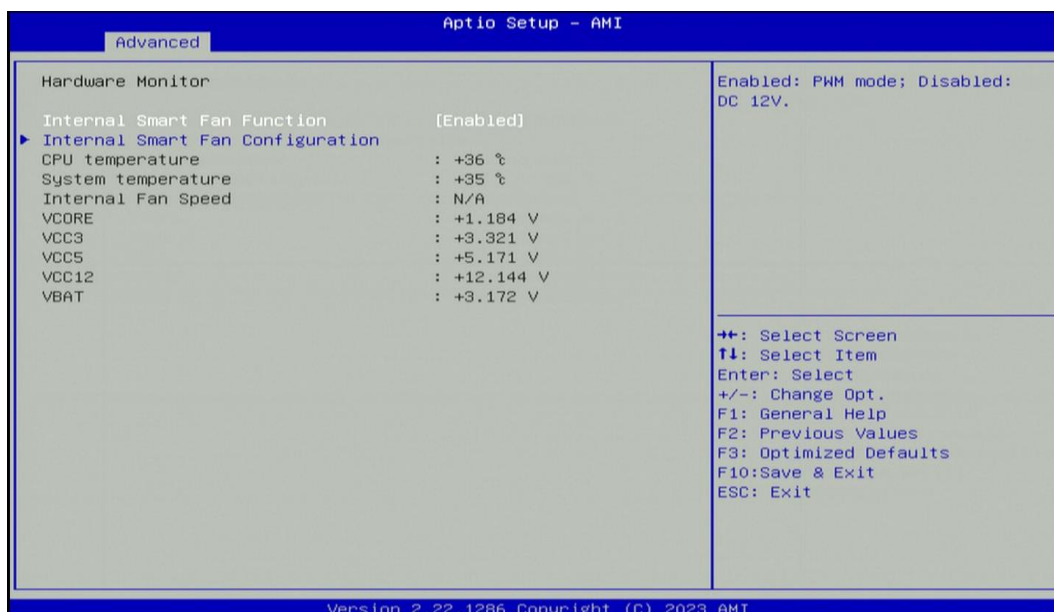 Aptio Setup - AMI
Advanced
Hardware Monitor
Internal Smart Fan Function [Enabled]
Internal Smart Fan Configuration
CPU temperature : +36 ℃
System temperature : +35 ℃
Internal Fan Speed : N/A
VCORE : +1.184 V
VCC3 : +3.321 V
VCC5 : +5.171 V
VCC12 : +12.144 V
VBAT : +3.172 V
Enabled: PWM mode; Disabled:
DC 12V.
→←: Select Screen
↑↓: Select Item
Enter: Select
+/-: Change Opt.
F1: General Help
F2: Previous Values
F3: Optimized Defaults
F10:Save & Exit
ESC: Exit
Version 2.22.1286 Copyright (C) 2023 AMI